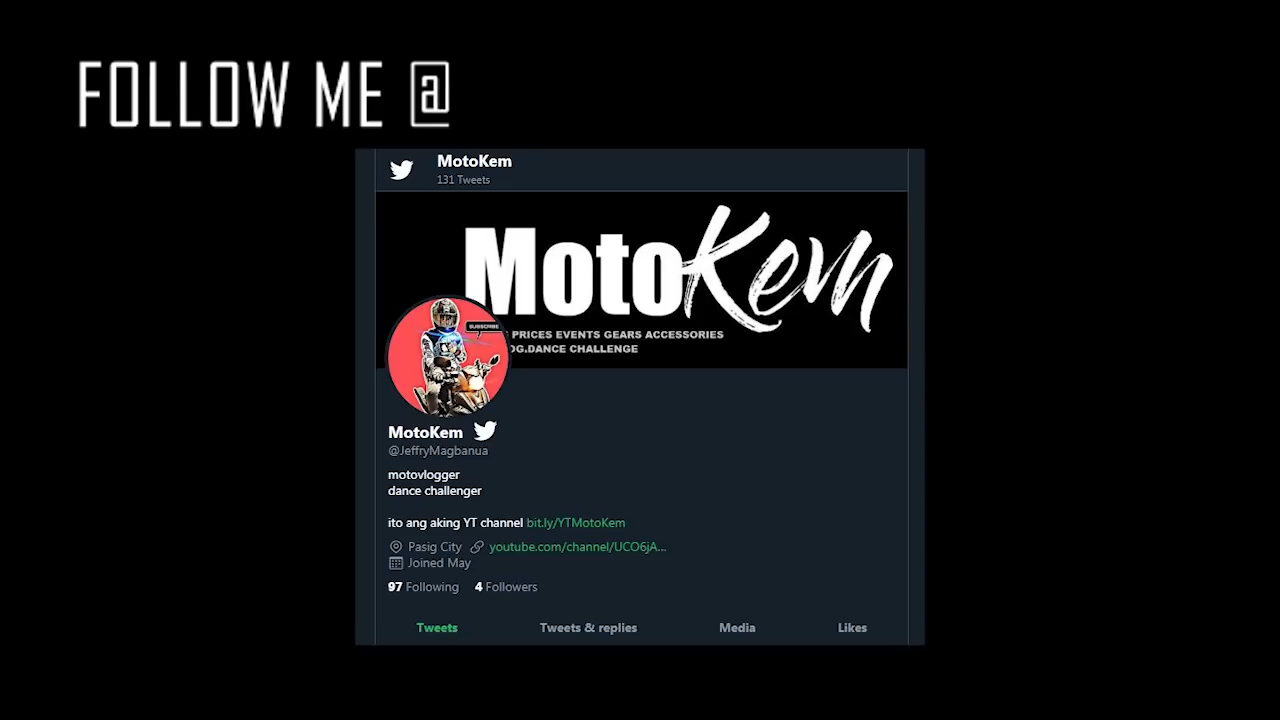 FOLLOW ME @
MotoKem
131 Tweets
MotoKem
PRICES EVENTS GEARS ACCESSORIES
DANCE CHALLENGE
SUBSCRIBE
MotoKem
@JeffryMagbanua
motovlogger
dance challenger
ito ang aking YT channel bit.ly/YTMotoKem
Pasig City youtube.com/channel/UCO6jA...
Joined May
97 Following 4 Followers
Tweets Tweets & replies Media Likes